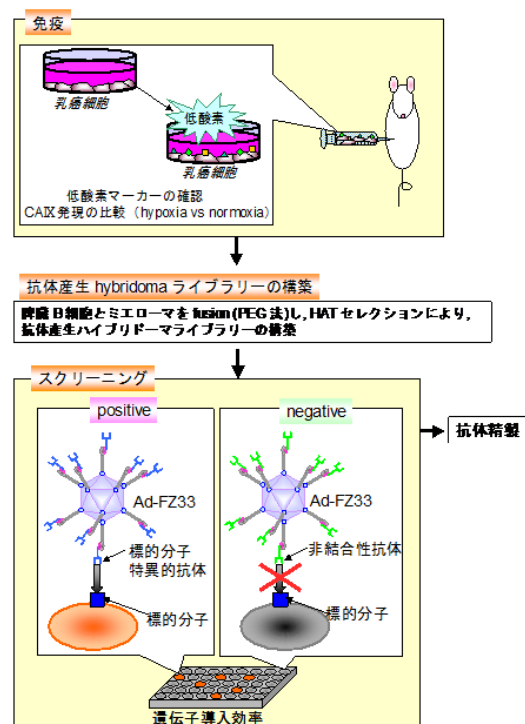 免疫
乳癌細胞
低酸素
乳癌細胞
低酸素マーカーの確認
CAIX発現の比較（hypoxia vs normoxia）
抗体産生 hybridoma ライブラリーの構築
脾臓B細胞とミエローマを fusion(PEG法)し, HAT セレクションにより,
抗体産生ハイブリドーマライブラリーの構築
スクリーニング
positive
Ad-FZ33
標的分子
特異的抗体
標的分子
negative
Ad-FZ33
非結合性抗体
標的分子
遺伝子導入効率
抗体精製